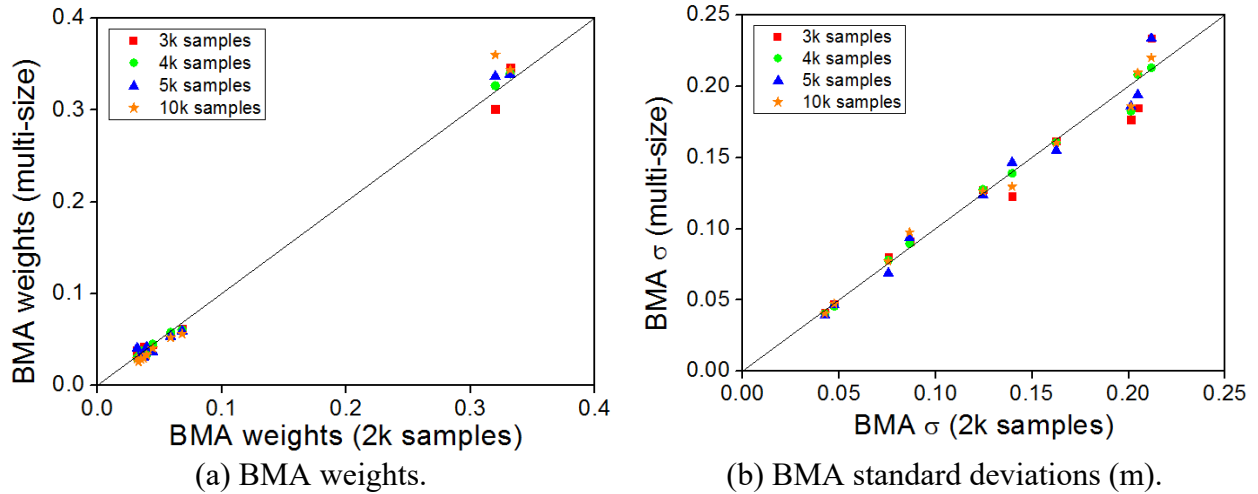 0.4
0.3
0.2
0.1
0.0
0.0
0.1
0.2
0.3
0.4
BMA weights (multi-size)
BMA weights (2k samples)
3k samples
4k samples
5k samples
10k samples
(a) BMA weights.
0.25
0.20
0.15
0.10
0.05
0.00
0.00
0.05
0.10
0.15
0.20
0.25
BMA σ (multi-size)
BMA σ (2k samples)
3k samples
4k samples
5k samples
10k samples
(b) BMA standard deviations (m).